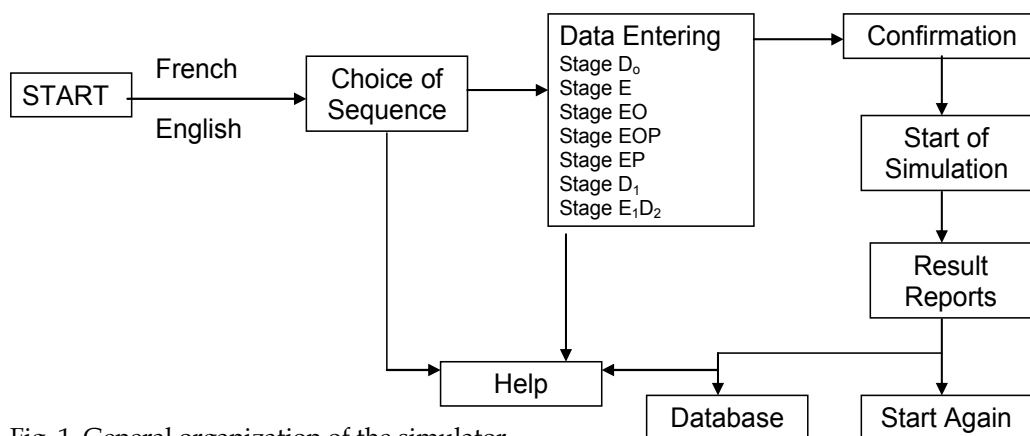 START
French
English
Choice of
Sequence
Data Entering
Stage Dₒ
Stage E
Stage EO
Stage EOP
Stage EP
Stage D₁
Stage E₁D₂
Confirmation
Start of
Simulation
Result
Reports
Help
Database
Start Again
Fig. 1. General organization of the simulator